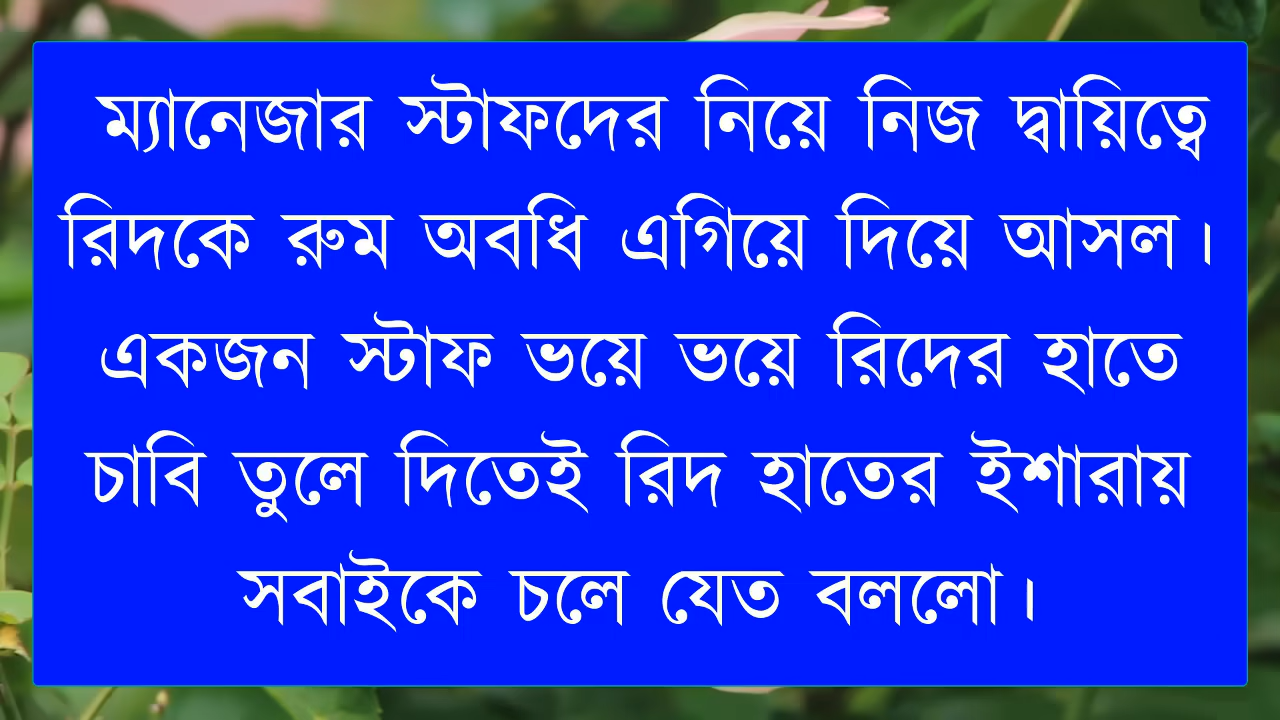 ম্যানেজার স্টাফদের নিয়ে নিজ দ্বায়িত্বে
রিদকে রুম অবধি এগিয়ে দিয়ে আসল।
একজন স্টাফ ভয়ে ভয়ে রিদের হাতে
চাবি তুলে দিতেই রিদ হাতের ইশারায়
সবাইকে চলে যেত বললো।